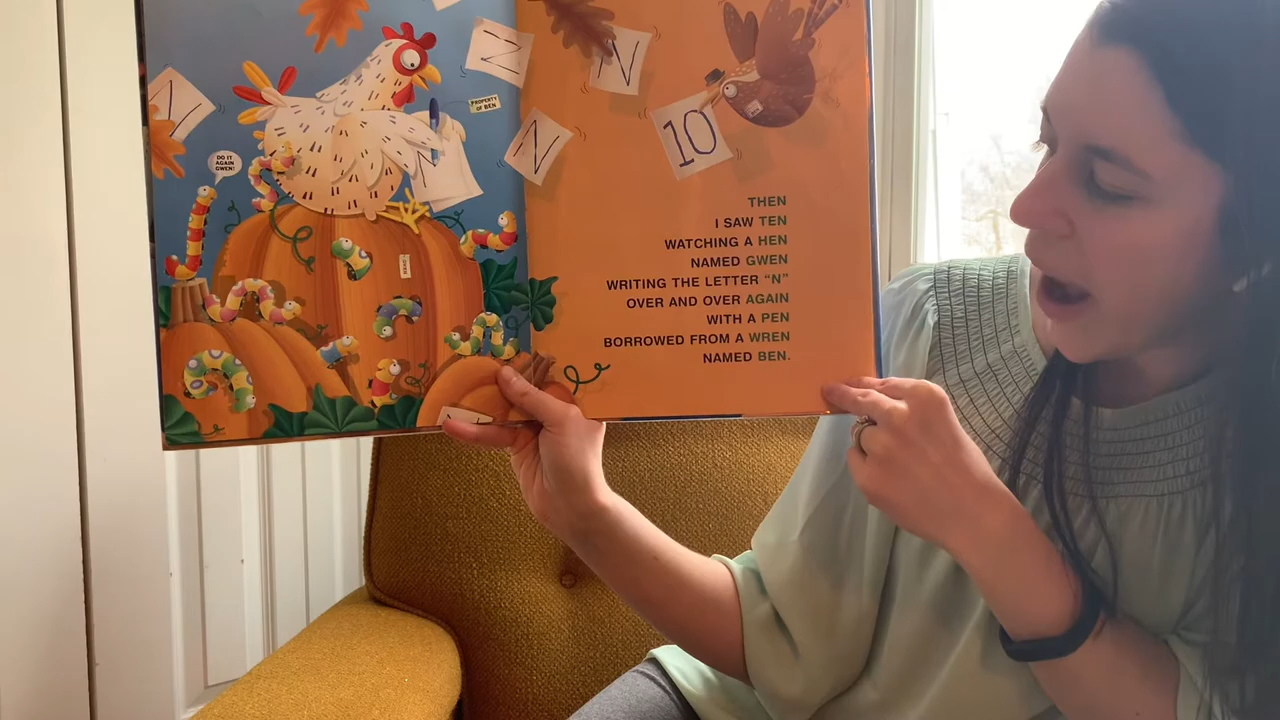 N
N
N
N
N
10
PROPERTY
OF BEN
DO IT
AGAIN
GWEN!
THEN
I SAW TEN
WATCHING A HEN
NAMED GWEN
WRITING THE LETTER “N”
OVER AND OVER AGAIN
WITH A PEN
BORROWED FROM A WREN
NAMED BEN.